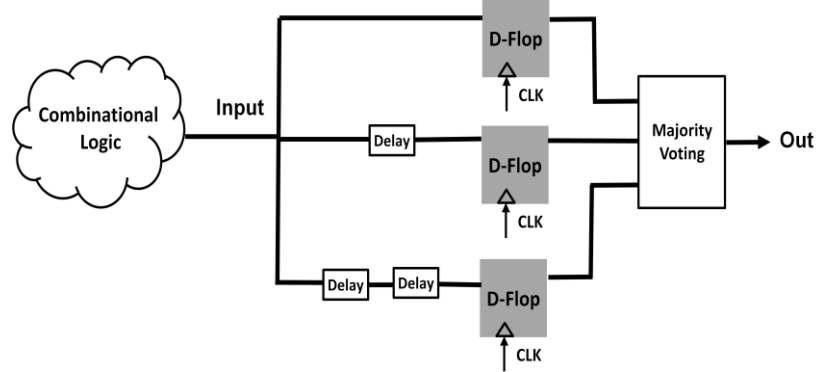 D-Flop
CLK
Combinational
Logic
Input
Delay
D-Flop
CLK
Majority
Voting
Out
Delay
Delay
D-Flop
CLK